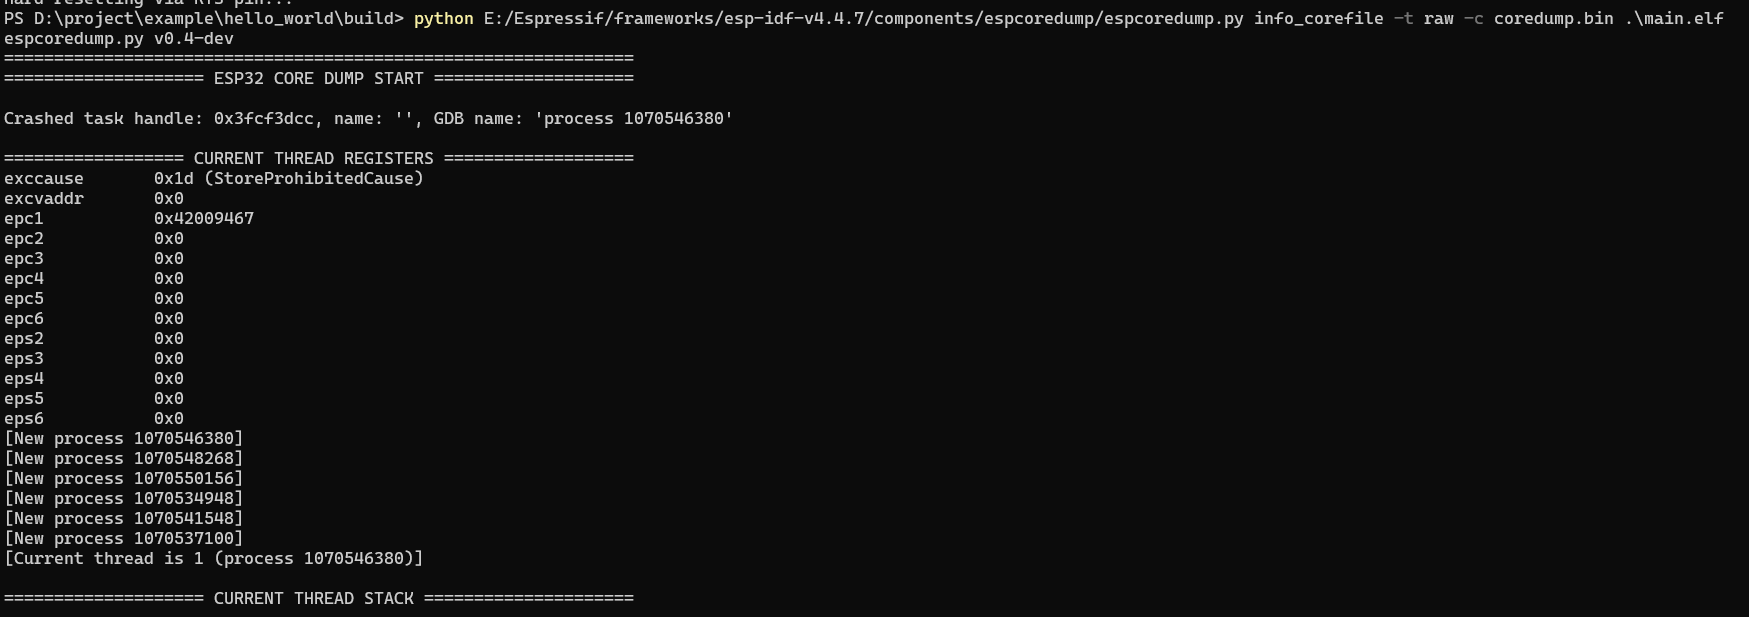 Hard resetting via RTS pin...
PS D:\project\example\hello_world\build> python E:/Espressif/frameworks/esp-idf-v4.4.7/components/espcoredump/espcoredump.py info_corefile -t raw -c coredump.bin .\main.elf
espcoredump.py v0.4-dev
===============================================================
==================== ESP32 CORE DUMP START ====================
Crashed task handle: 0x3fcf3dcc, name: '', GDB name: 'process 1070546380'
================== CURRENT THREAD REGISTERS ===================
exccause       0x1d (StoreProhibitedCause)
excvaddr       0x0
epc1           0x42009467
epc2           0x0
epc3           0x0
epc4           0x0
epc5           0x0
epc6           0x0
eps2           0x0
eps3           0x0
eps4           0x0
eps5           0x0
eps6           0x0
[New process 1070546380]
[New process 1070548268]
[New process 1070550156]
[New process 1070534948]
[New process 1070541548]
[New process 1070537100]
[Current thread is 1 (process 1070546380)]
==================== CURRENT THREAD STACK =====================